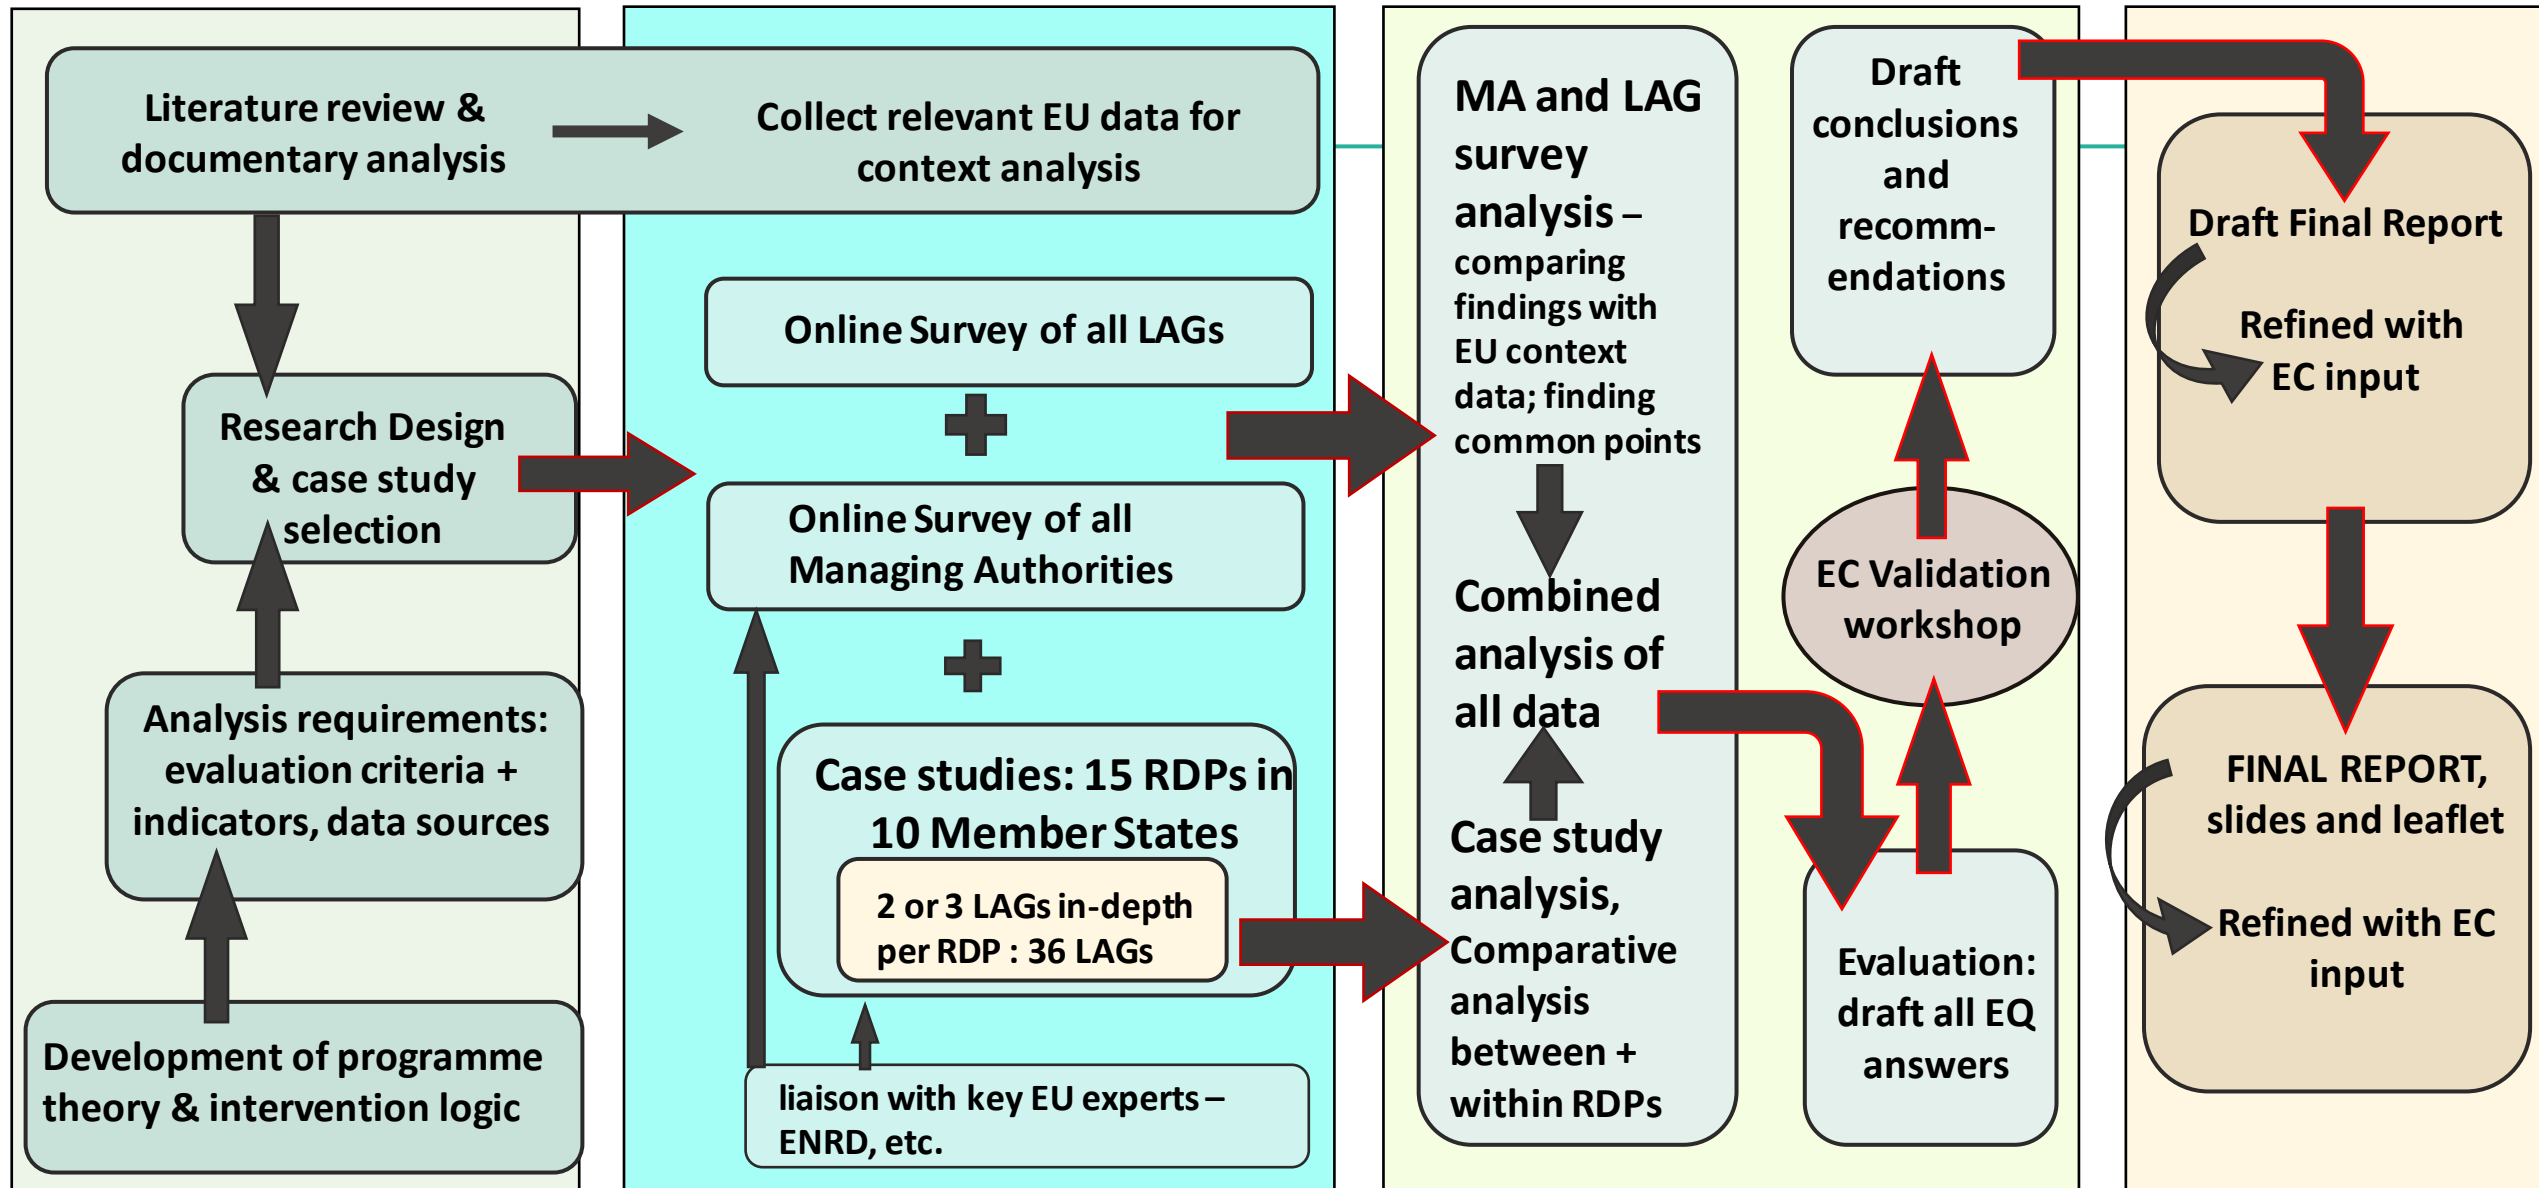 Literature review &
documentary analysis
Collect relevant EU data for
context analysis
Research Design
& case study
selection
Analysis requirements:
evaluation criteria +
indicators, data sources
Development of programme
theory & intervention logic
Online Survey of all LAGs
Online Survey of all
Managing Authorities
Case studies: 15 RDPs in
10 Member States
2 or 3 LAGs in-depth
per RDP : 36 LAGs
liaison with key EU experts –
ENRD, etc.
MA and LAG
survey
analysis –
comparing
findings with
EU context
data; finding
common points
Combined
analysis of
all data
Case study
analysis,
Comparative
analysis
between +
within RDPs
Draft
conclusions
and
recomm-
endations
EC Validation
workshop
Evaluation:
draft all EQ
answers
Draft Final Report
Refined with
EC input
FINAL REPORT,
slides and leaflet
Refined with EC
input